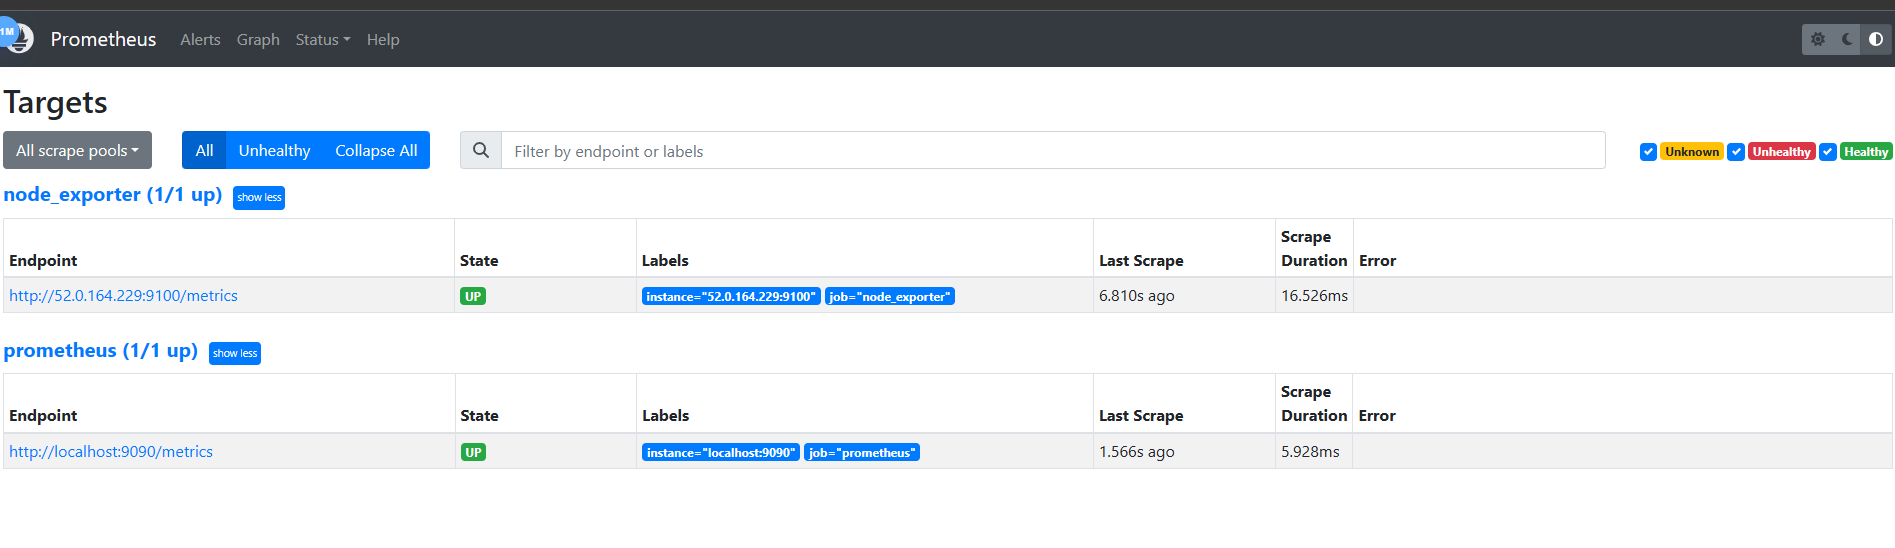 1M
Prometheus Alerts Graph Status Help
Targets
All scrape pools All Unhealthy Collapse All Filter by endpoint or labels Unknown Unhealthy Healthy
node_exporter (1/1 up) show less
Endpoint State Labels Last Scrape Scrape Duration Error
http://52.0.164.229:9100/metrics UP instance="52.0.164.229:9100" job="node_exporter" 6.810s ago 16.526ms
prometheus (1/1 up) show less
Endpoint State Labels Last Scrape Scrape Duration Error
http://localhost:9090/metrics UP instance="localhost:9090" job="prometheus" 1.566s ago 5.928ms